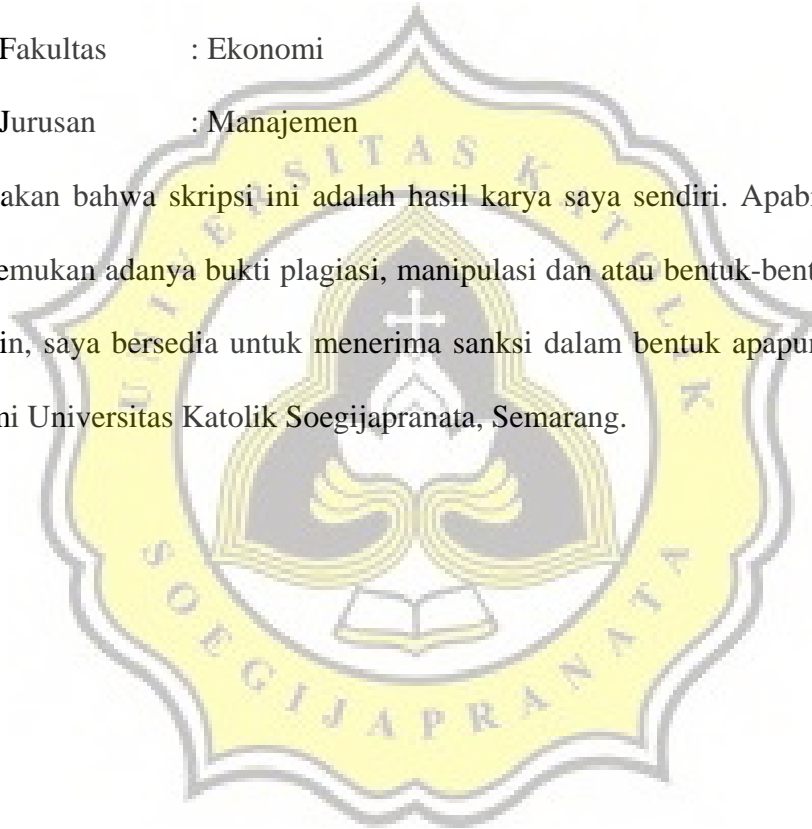 Fakultas : Ekonomi
Jurusan : Manajemen
akan bahwa skripsi ini adalah hasil karya saya sendiri. Apab
emukan adanya bukti plagiasi, manipulasi dan atau bentuk-bent
in, saya bersedia untuk menerima sanksi dalam bentuk apapun
ni Universitas Katolik Soegijapranata, Semarang.
UNIVERSITAS KATOLIK
SOEGIJAPRANATA